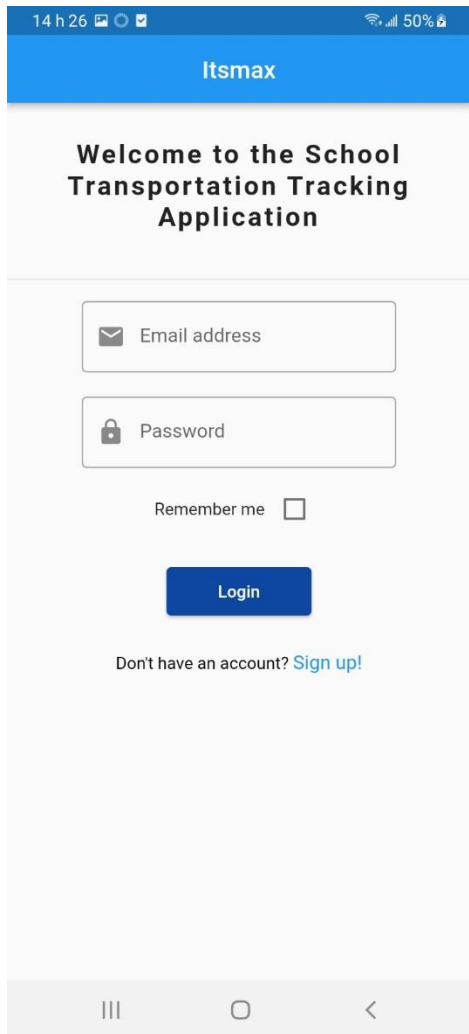 14 h 26 50%
Itsmax
Welcome to the School
Transportation Tracking
Application
Email address
Password
Remember me
Login
Don't have an account? Sign up!